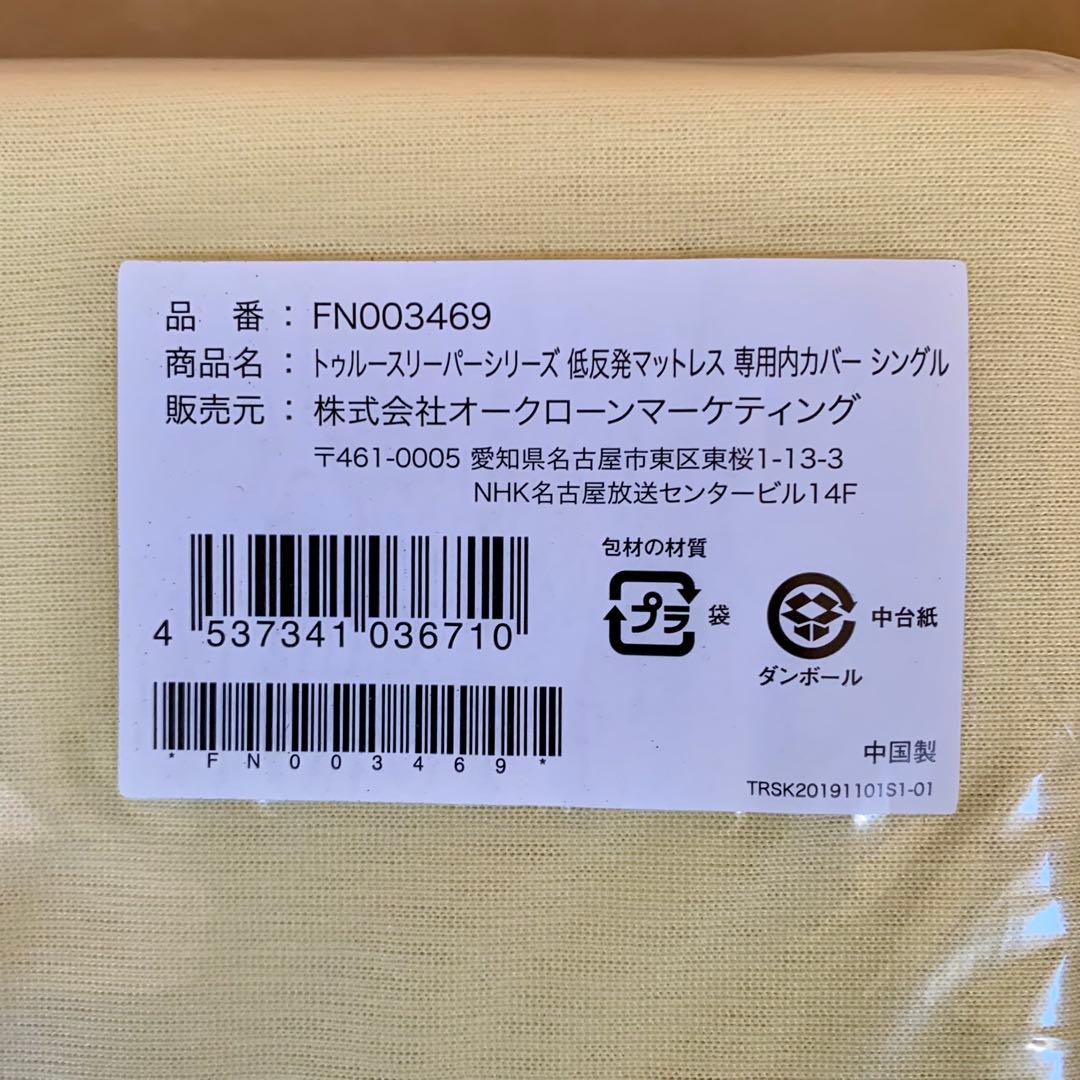 品　番 : FN003469
商品名 : トゥルースリーパーシリーズ 低反発マットレス 専用内カバー シングル
販売元 : 株式会社オークローンマーケティング
〒461-0005 愛知県名古屋市東区東桜1-13-3
NHK名古屋放送センタービル14F
包材の材質
プラ 袋 中台紙
ダンボール
4 537341 036710
*FN003469*
中国製
TRSK20191101S1-01